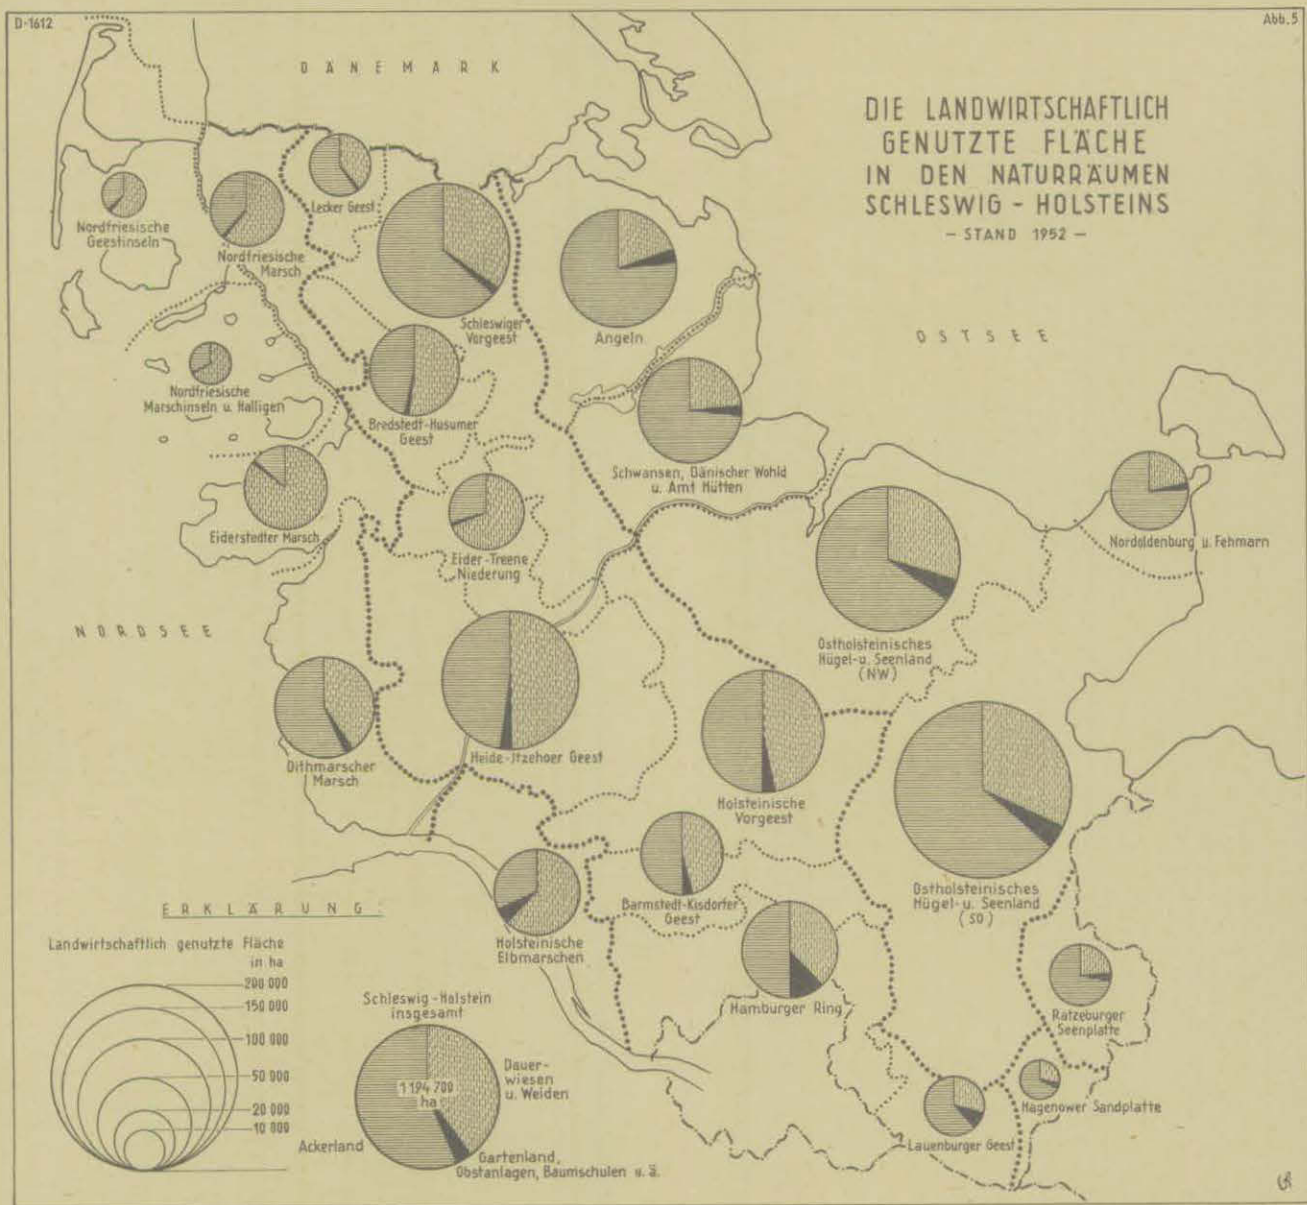 D-1612
Abb.5
DÄNEMARK
DIE LANDWIRTSCHAFTLICH
GENUTZTE FLÄCHE
IN DEN NATURRÄUMEN
SCHLESWIG - HOLSTEINS
- STAND 1952 -
Lecker Geest
Nordfriesische
Geestinseln
Nordfriesische
Marsch
Schleswiger
Vorgeest
Angeln
OSTSEE
Nordfriesische
Marschinseln u. Halligen
Bredstedt-Husumer
Geest
Schwansen, Dänischer Wohld
u. Amt Hütten
Eiderstedter Marsch
Eider-Treene
Niederung
Nordoldenburg u. Fehmarn
NORDSEE
Ostholsteinisches
Hügel- u. Seenland
(NW)
Dithmarscher
Marsch
Heide-Jtzehoer Geest
Holsteinische
Vorgeest
Ostholsteinisches
Hügel- u. Seenland
(SO)
Barmstedt-Kisdorfer
Geest
Holsteinische
Elbmarschen
Hamburger Ring
Ratzeburger
Seenplatte
Hagenower Sandplatte
Lauenburger Geest
ERKLÄRUNG:
Landwirtschaftlich genutzte Fläche
in ha
200 000
150 000
100 000
50 000
20 000
10 000
Schleswig-Holstein
insgesamt
1 194 700
ha
Dauer-
wiesen
u. Weiden
Ackerland
Gartenland,
Obstanlagen, Baumschulen u. ä.